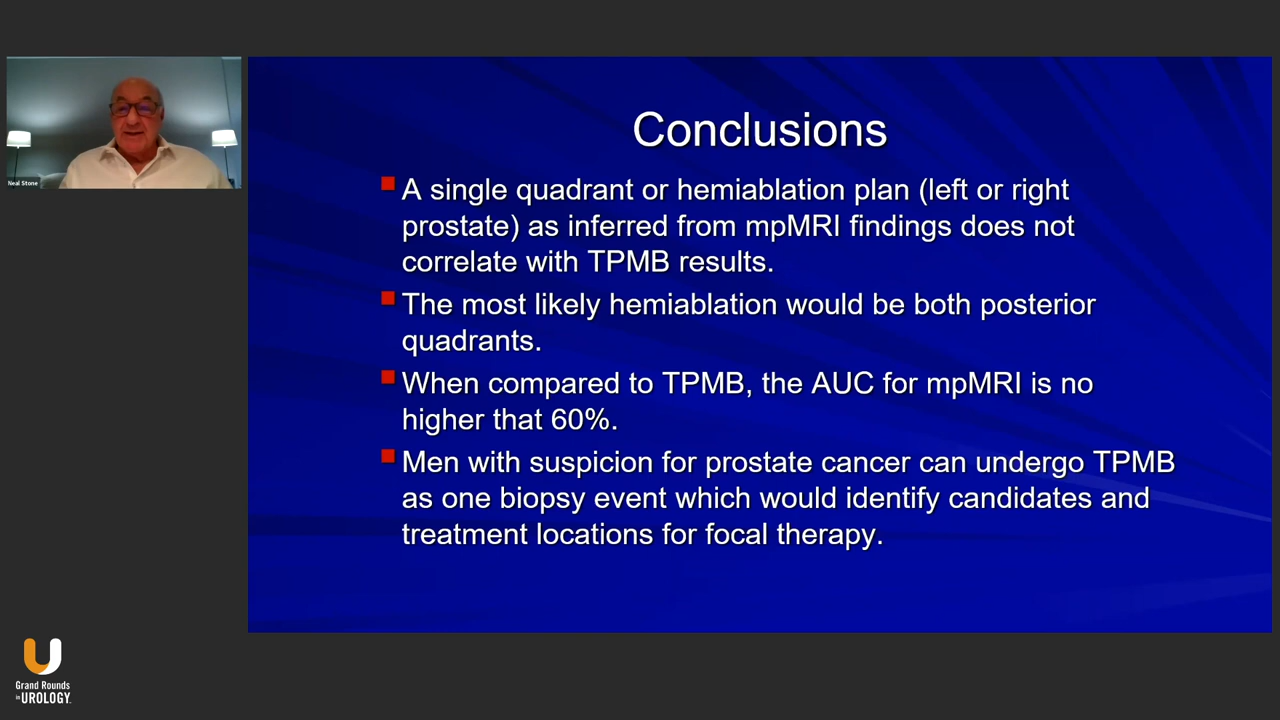 Neal Stone
Conclusions
A single quadrant or hemiablation plan (left or right
prostate) as inferred from mpMRI findings does not
correlate with TPMB results.
The most likely hemiablation would be both posterior
quadrants.
When compared to TPMB, the AUC for mpMRI is no
higher that 60%.
Men with suspicion for prostate cancer can undergo TPMB
as one biopsy event which would identify candidates and
treatment locations for focal therapy.
Grand Rounds
in UROLOGY